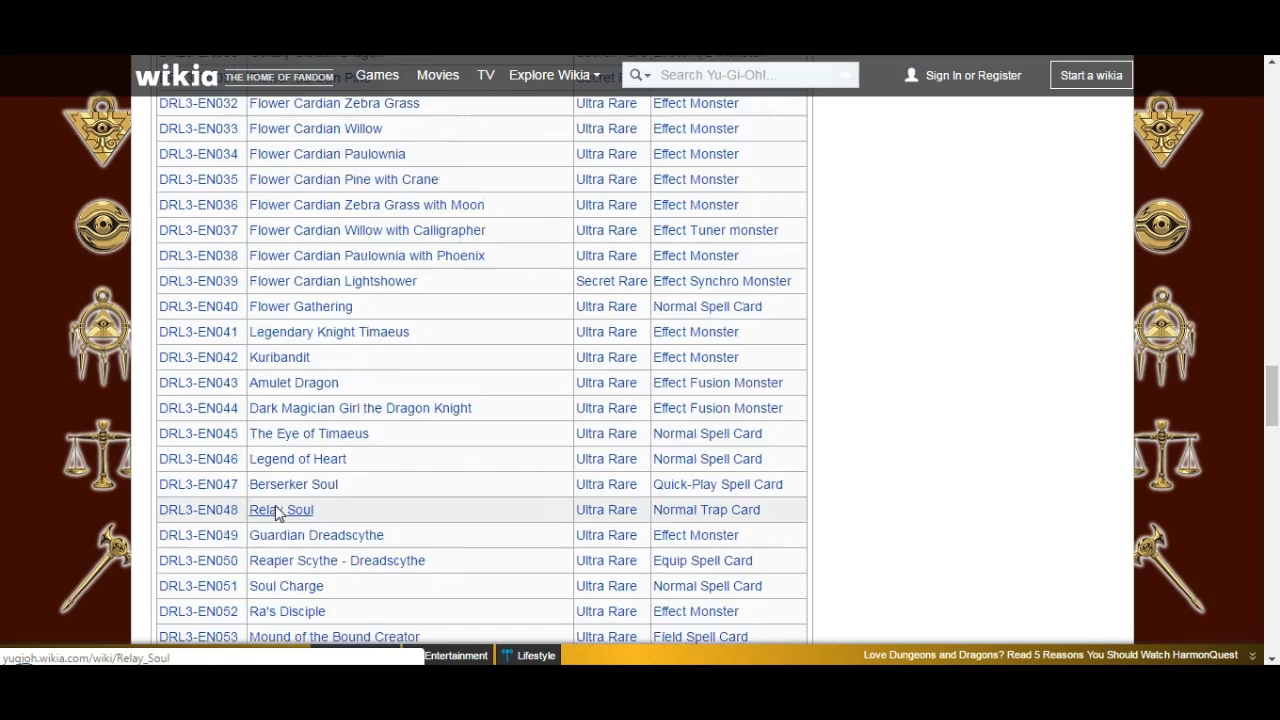 wikia THE HOME OF FANDOM Games Movies TV Explore Wikia Search Yu-Gi-Oh!... Sign In or Register Start a wikia
DRL3-EN032 Flower Cardian Zebra Grass Ultra Rare Effect Monster
DRL3-EN033 Flower Cardian Willow Ultra Rare Effect Monster
DRL3-EN034 Flower Cardian Paulownia Ultra Rare Effect Monster
DRL3-EN035 Flower Cardian Pine with Crane Ultra Rare Effect Monster
DRL3-EN036 Flower Cardian Zebra Grass with Moon Ultra Rare Effect Monster
DRL3-EN037 Flower Cardian Willow with Calligrapher Ultra Rare Effect Tuner monster
DRL3-EN038 Flower Cardian Paulownia with Phoenix Ultra Rare Effect Monster
DRL3-EN039 Flower Cardian Lightshower Secret Rare Effect Synchro Monster
DRL3-EN040 Flower Gathering Ultra Rare Normal Spell Card
DRL3-EN041 Legendary Knight Timaeus Ultra Rare Effect Monster
DRL3-EN042 Kuribandit Ultra Rare Effect Monster
DRL3-EN043 Amulet Dragon Ultra Rare Effect Fusion Monster
DRL3-EN044 Dark Magician Girl the Dragon Knight Ultra Rare Effect Fusion Monster
DRL3-EN045 The Eye of Timaeus Ultra Rare Normal Spell Card
DRL3-EN046 Legend of Heart Ultra Rare Normal Spell Card
DRL3-EN047 Berserker Soul Ultra Rare Quick-Play Spell Card
DRL3-EN048 Relay Soul Ultra Rare Normal Trap Card
DRL3-EN049 Guardian Dreadscythe Ultra Rare Effect Monster
DRL3-EN050 Reaper Scythe - Dreadscythe Ultra Rare Equip Spell Card
DRL3-EN051 Soul Charge Ultra Rare Normal Spell Card
DRL3-EN052 Ra's Disciple Ultra Rare Effect Monster
DRL3-EN053 Mound of the Bound Creator Ultra Rare Field Spell Card
yugioh.wikia.com/wiki/Relay_Soul Entertainment Lifestyle Love Dungeons and Dragons? Read 5 Reasons You Should Watch HarmonQuest